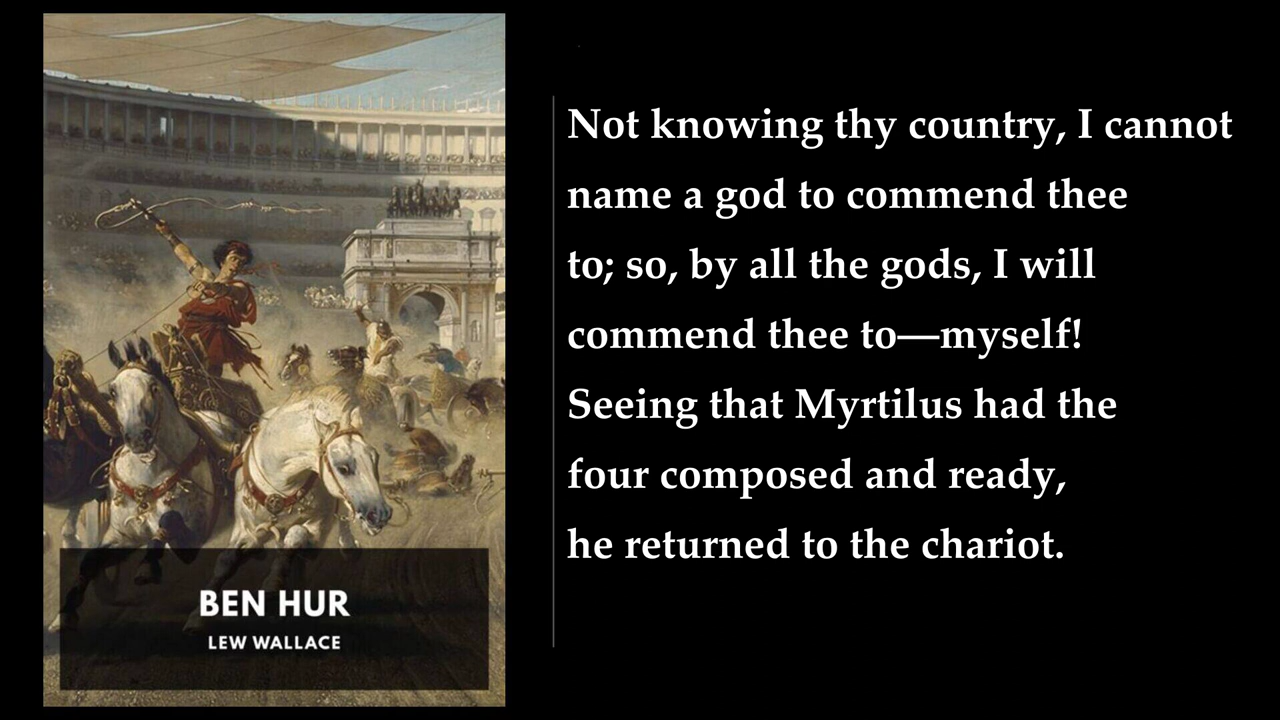 BEN HUR
LEW WALLACE
Not knowing thy country, I cannot
name a god to commend thee
to; so, by all the gods, I will
commend thee to—myself!
Seeing that Myrtilus had the
four composed and ready,
he returned to the chariot.